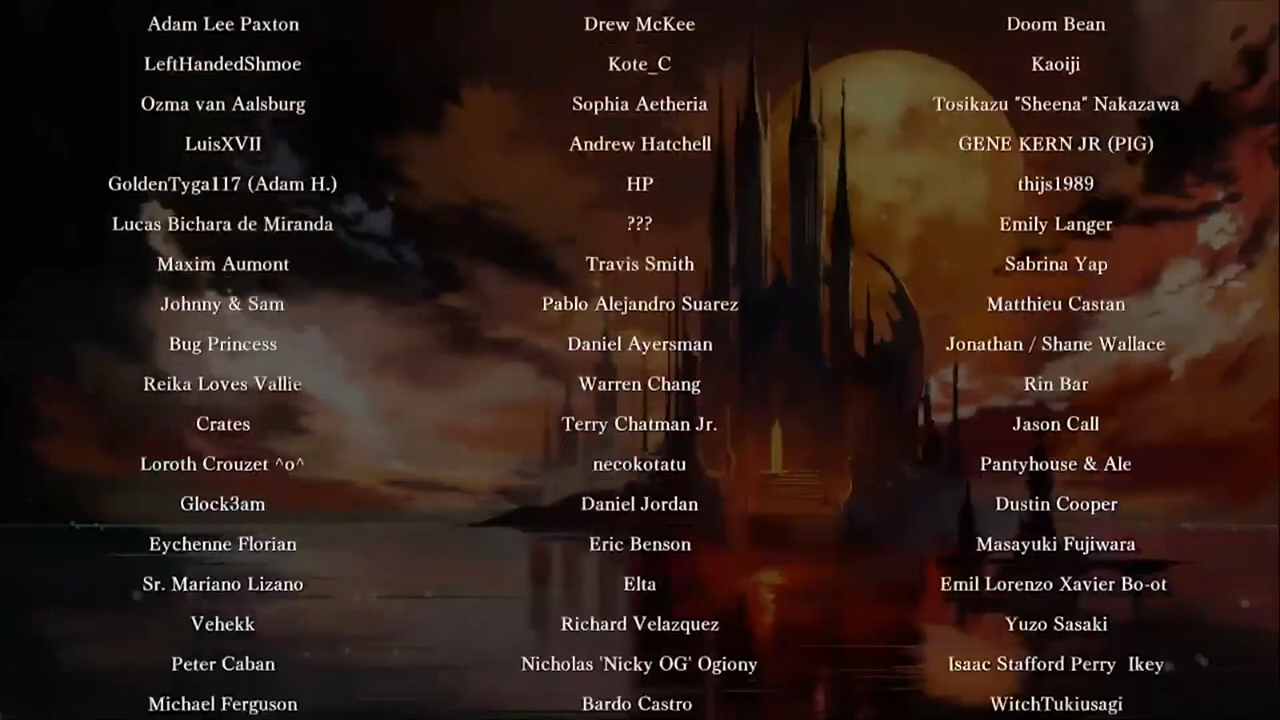 Adam Lee Paxton
Drew McKee
Doom Bean
LeftHandedShmoe
Kote_C
Kaoiji
Ozma van Aalsburg
Sophia Aetheria
Tosikazu "Sheena" Nakazawa
LuisXVII
Andrew Hatchell
GENE KERN JR (PIG)
GoldenTyga117 (Adam H.)
HP
thijs1989
Lucas Bichara de Miranda
???
Emily Langer
Maxim Aumont
Travis Smith
Sabrina Yap
Johnny & Sam
Pablo Alejandro Suarez
Matthieu Castan
Bug Princess
Daniel Ayersman
Jonathan / Shane Wallace
Reika Loves Vallie
Warren Chang
Rin Bar
Crates
Terry Chatman Jr.
Jason Call
Loroth Crouzet ^o^
necokotatu
Pantyhouse & Ale
Glock3am
Daniel Jordan
Dustin Cooper
Eychenne Florian
Eric Benson
Masayuki Fujiwara
Sr. Mariano Lizano
Elta
Emil Lorenzo Xavier Bo-ot
Vehekk
Richard Velazquez
Yuzo Sasaki
Peter Caban
Nicholas 'Nicky OG' Ogiony
Isaac Stafford Perry  Ikey
Michael Ferguson
Bardo Castro
WitchTukiusagi